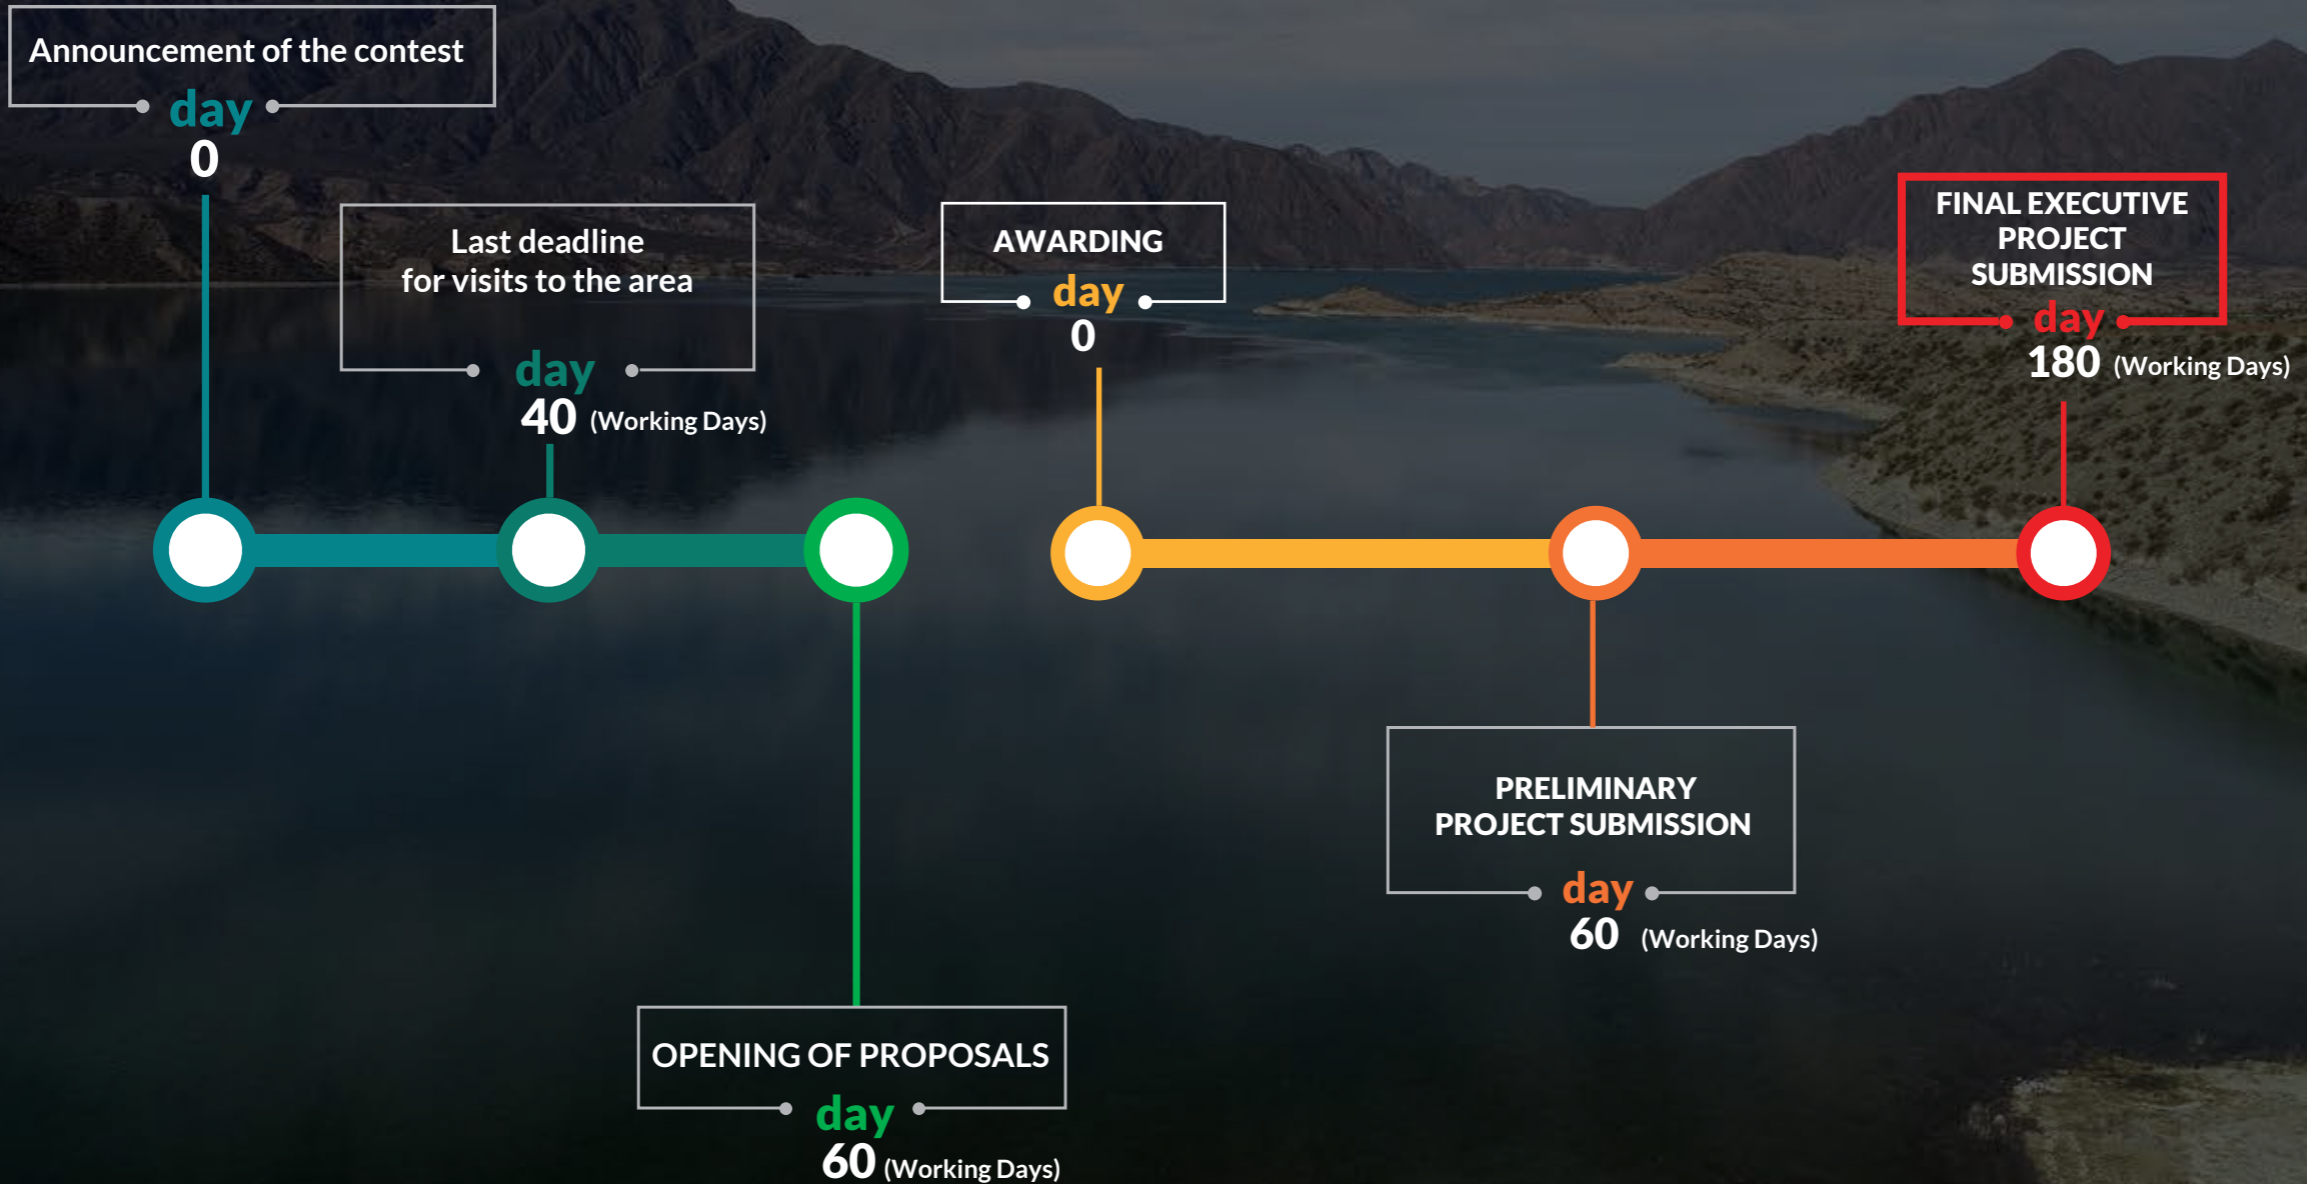 Announcement of the contest
day
0
Last deadline
for visits to the area
day
40 (Working Days)
OPENING OF PROPOSALS
day
60 (Working Days)
AWARDING
day
0
PRELIMINARY
PROJECT SUBMISSION
day
60 (Working Days)
FINAL EXECUTIVE
PROJECT
SUBMISSION
day
180 (Working Days)